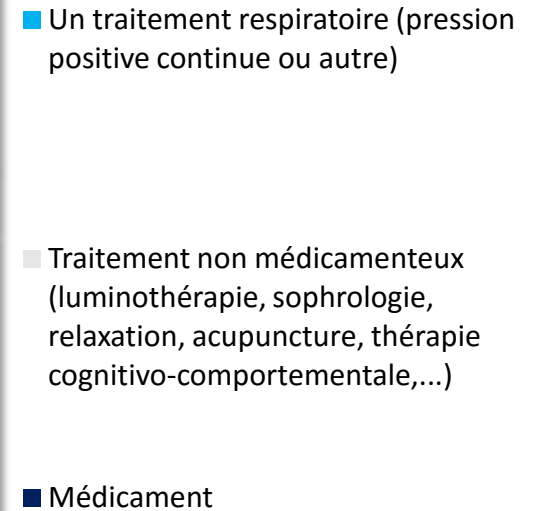 Un traitement respiratoire (pression
positive continue ou autre)
Traitement non médicamenteux
(luminothérapie, sophrologie,
relaxation, acupuncture, thérapie
cognitivo-comportementale,...)
Médicament